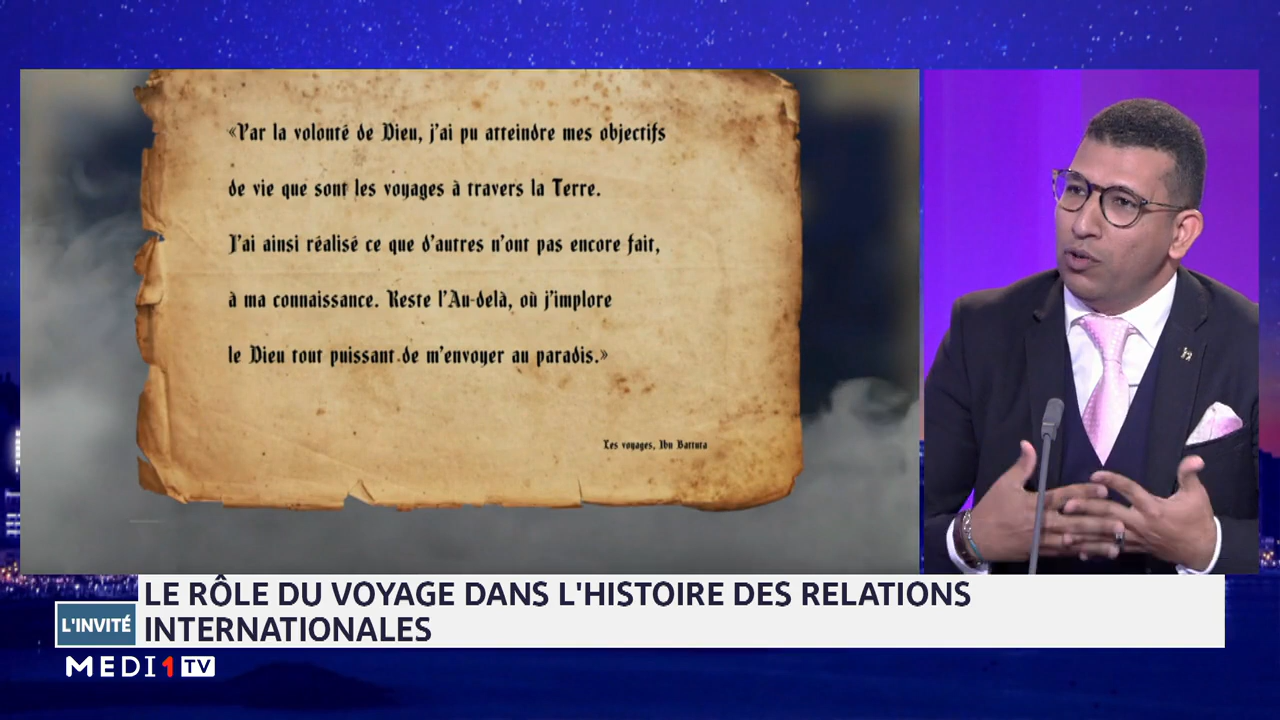 «Par la volonté de Dieu, j'ai pu atteindre mes objectifs
de vie que sont les voyages à travers la Terre.
J'ai ainsi réalisé ce que d'autres n'ont pas encore fait,
à ma connaissance. Reste l'Au-delà, où j'implore
le Dieu tout puissant de m'envoyer au paradis.»
Les voyages, Ibn Battuta
L'INVITÉ
LE RÔLE DU VOYAGE DANS L'HISTOIRE DES RELATIONS
INTERNATIONALES
MEDI1 TV